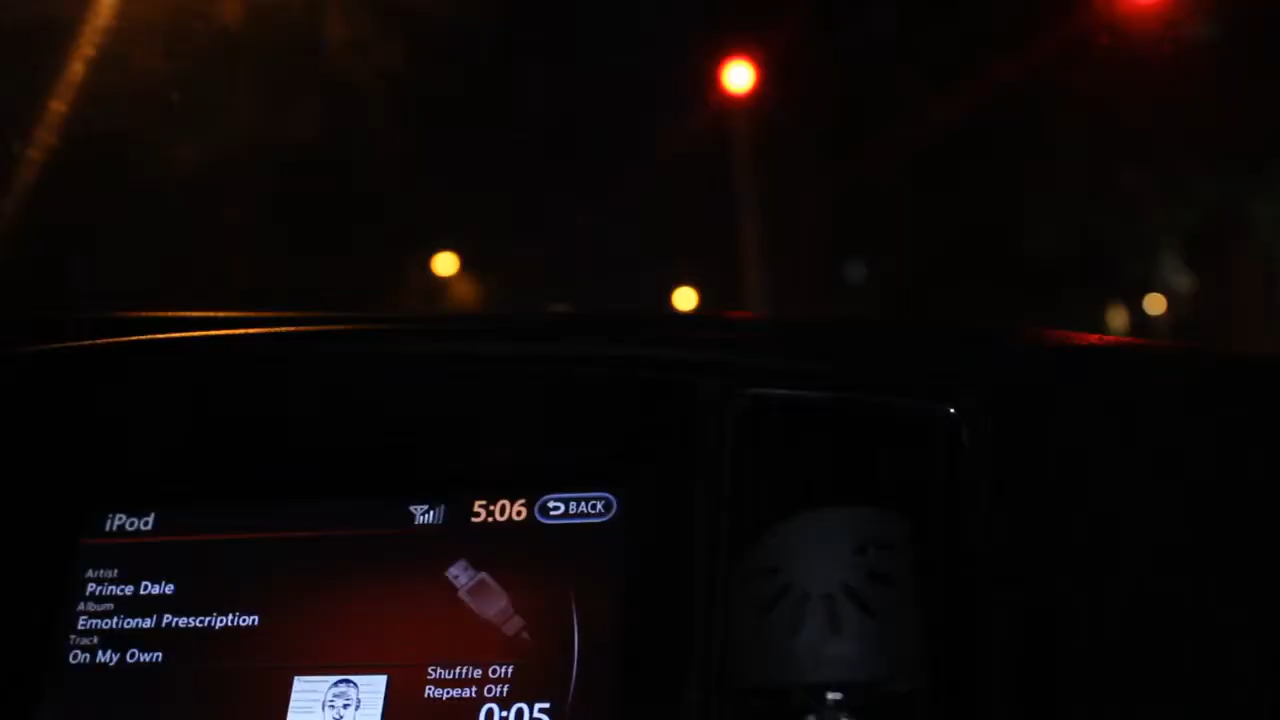 iPod
5:06
BACK
Artist
Prince Dale
Album
Emotional Prescription
Track
On My Own
Shuffle Off
Repeat Off
0:05